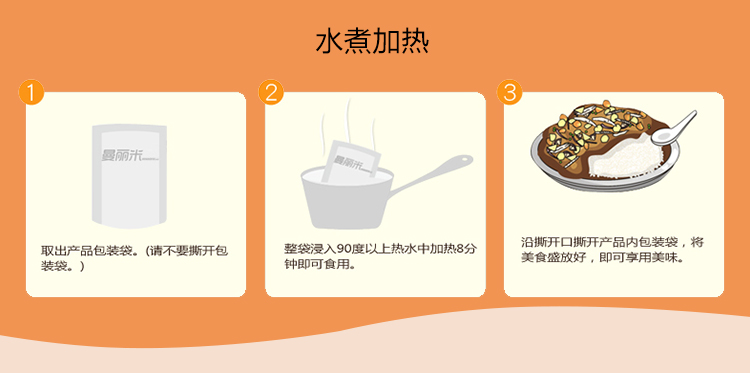 水煮加热
1
曼丽米
取出产品包装袋。(请不要撕开包
装袋。)
2
曼丽米
整袋浸入90度以上热水中加热8分
钟即可食用。
3
沿撕开口撕开产品内包装袋，将
美食盛放好，即可享用美味。